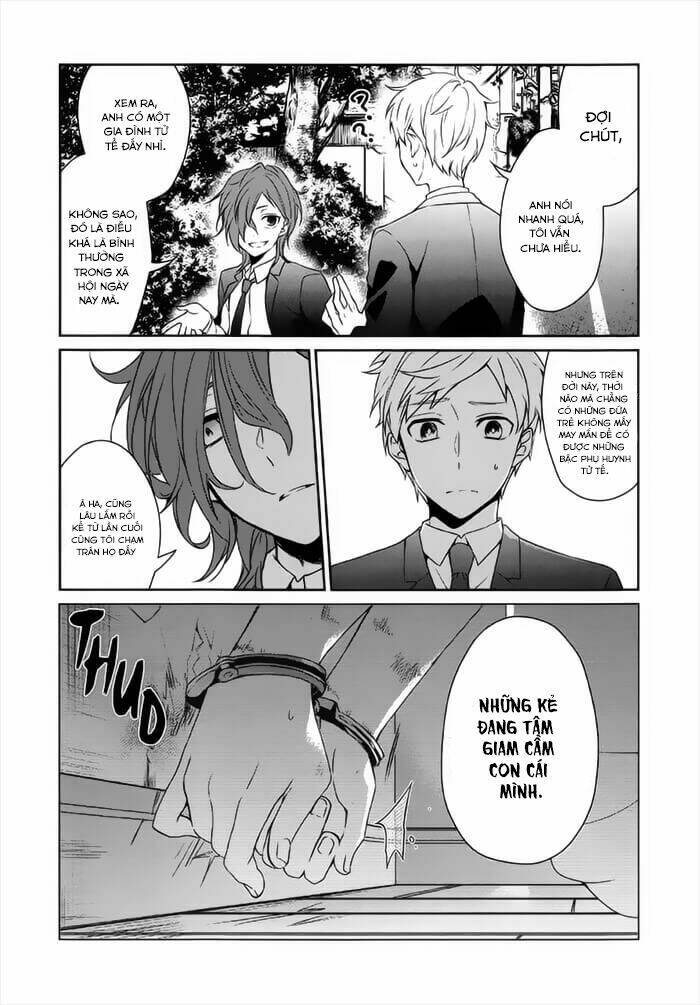 ĐỢI
CHÚT,
ANH NÓI
NHANH QUÁ,
TÔI VẪN
CHƯA HIỂU.
XEM RA,
ANH CÓ MỘT
GIA ĐÌNH TỬ
TẾ ĐẤY NHỈ.
KHÔNG SAO,
ĐÓ LÀ ĐIỀU
KHÁ LÀ BÌNH
THƯỜNG
TRONG XÃ
HỘI NGÀY
NAY MÀ.
? ?
NHƯNG TRÊN
ĐỜI NÀY, THỜI
NÀO MÀ CHẲNG
CÓ NHỮNG ĐỨA
TRẺ KHÔNG MẢY
MAY MẮN ĐỂ CÓ
ĐƯỢC NHỮNG
BẬC PHỤ HUYNH
TỬ TẾ.
À HA, CŨNG
LÂU LẮM RỒI
KỂ TỪ LẦN CUỐI
CÙNG TÔI CHẠM
TRÁN HỌ ĐẤY
NHỮNG KẺ
ĐANG TÂM
GIAM CẦM
CON CÁI
MÌNH.
THUD